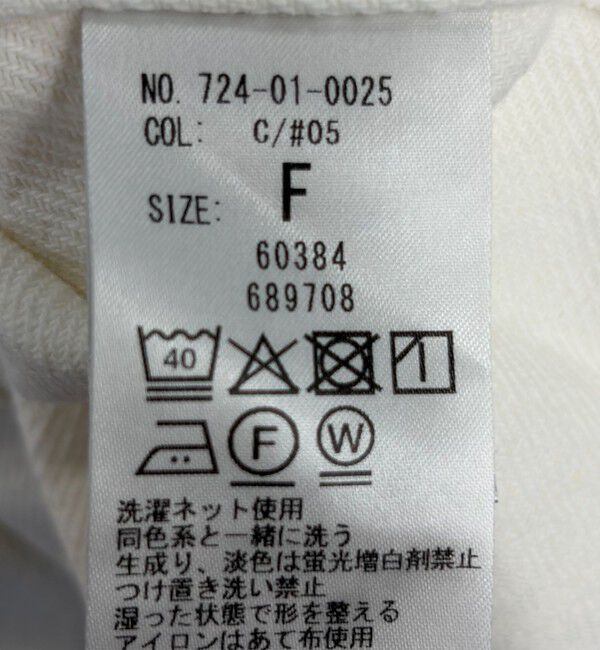 NO. 724-01-0025
COL: C/#05
SIZE: F
60384
689708
40
F W
洗濯ネット使用
同色系と一緒に洗う
生成り、淡色は蛍光増白剤禁止
つけ置き洗い禁止
湿った状態で形を整える
アイロンはあて布使用